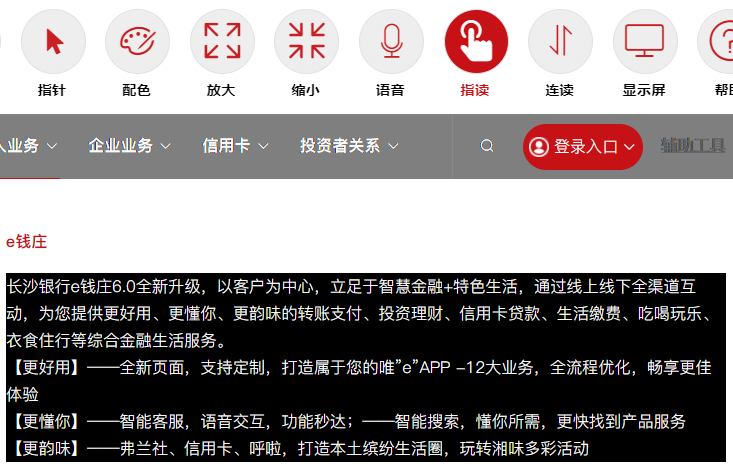 指针 配色 放大 缩小 语音 指读 连读 显示屏
人业务 企业业务 信用卡 投资者关系 登录入口 辅助工具
e钱庄
长沙银行e钱庄6.0全新升级，以客户为中心，立足于智慧金融+特色生活，通过线上线下全渠道互
动，为您提供更好用、更懂你、更韵味的转账支付、投资理财、信用卡贷款、生活缴费、吃喝玩乐、
衣食住行等综合金融生活服务。
【更好用】——全新页面，支持定制，打造属于您的唯”e”APP -12大业务，全流程优化，畅享更佳
体验
【更懂你】——智能客服，语音交互，功能秒达；——智能搜索，懂你所需，更快找到产品服务
【更韵味】——弗兰社、信用卡、呼啦，打造本土缤纷生活圈，玩转湘味多彩活动